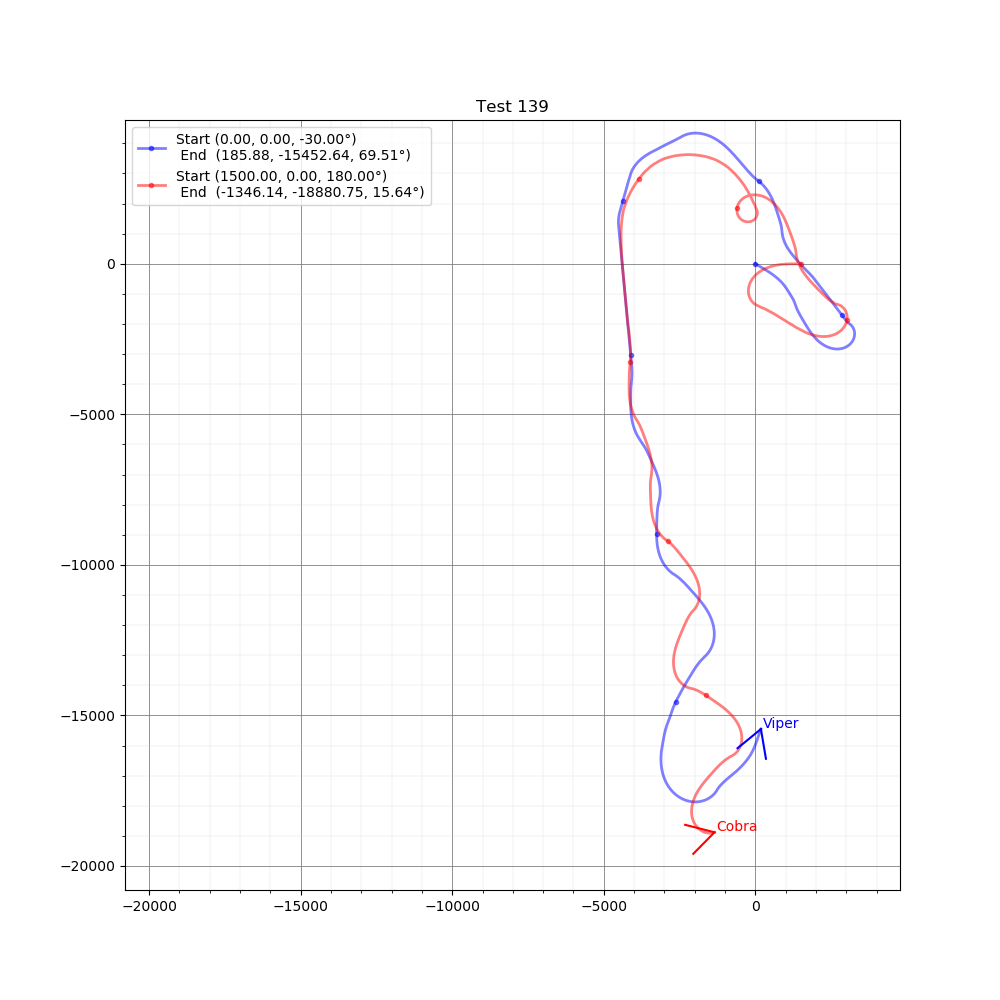 Test 139
Start (0.00, 0.00, -30.00°)
End (185.88, -15452.64, 69.51°)
Start (1500.00, 0.00, 180.00°)
End (-1346.14, -18880.75, 15.64°)
0
−5000
−10000
−15000
−20000
Viper
Cobra
−20000
−15000
−10000
−5000
0